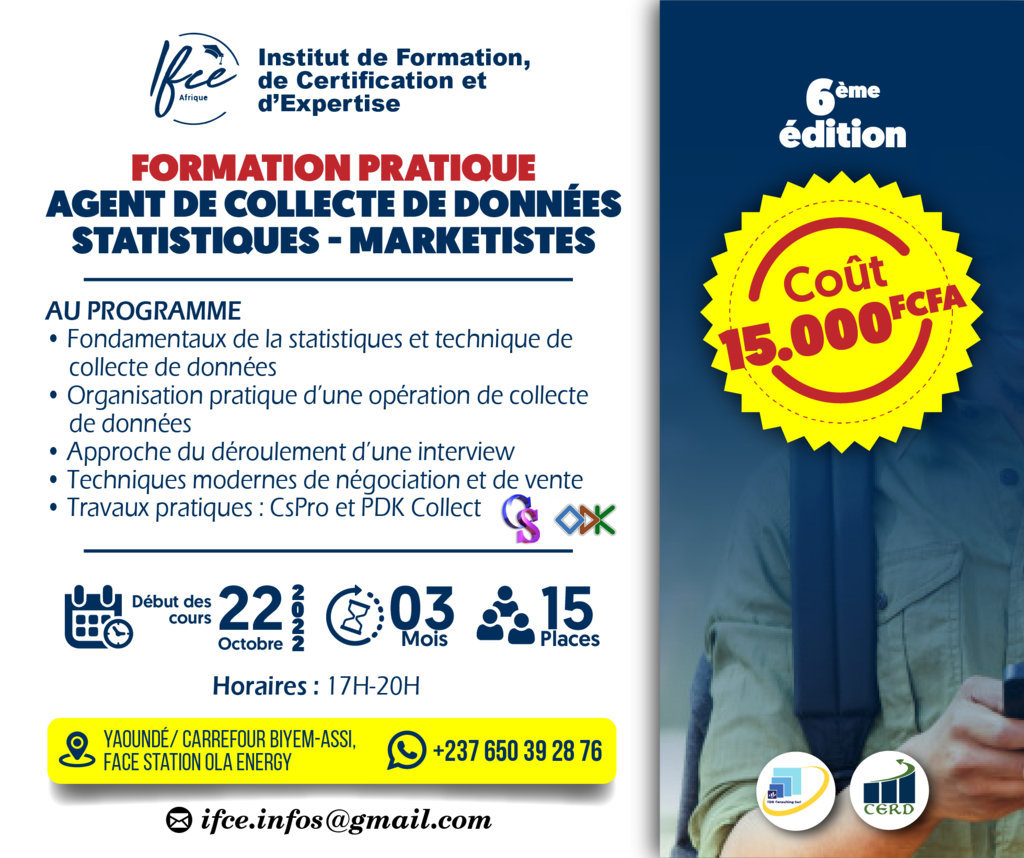 Ifce
Afrique
Institut de Formation,
de Certification et
d'Expertise
FORMATION PRATIQUE
AGENT DE COLLECTE DE DONNÉES
STATISTIQUES - MARKETISTES
AU PROGRAMME
• Fondamentaux de la statistiques et technique de
collecte de données
• Organisation pratique d'une opération de collecte
de données
• Approche du déroulement d'une interview
• Techniques modernes de négociation et de vente
• Travaux pratiques : CsPro et PDK Collect
CS
ODK
Début des
cours
22
Octobre
2022
03
Mois
15
Places
Horaires : 17H-20H
YAOUNDÉ/ CARREFOUR BIYEM-ASSI,
FACE STATION OLA ENERGY
+237 650 39 28 76
ifce.infos@gmail.com
6ème
édition
Coût
15.000 FCFA
CERD